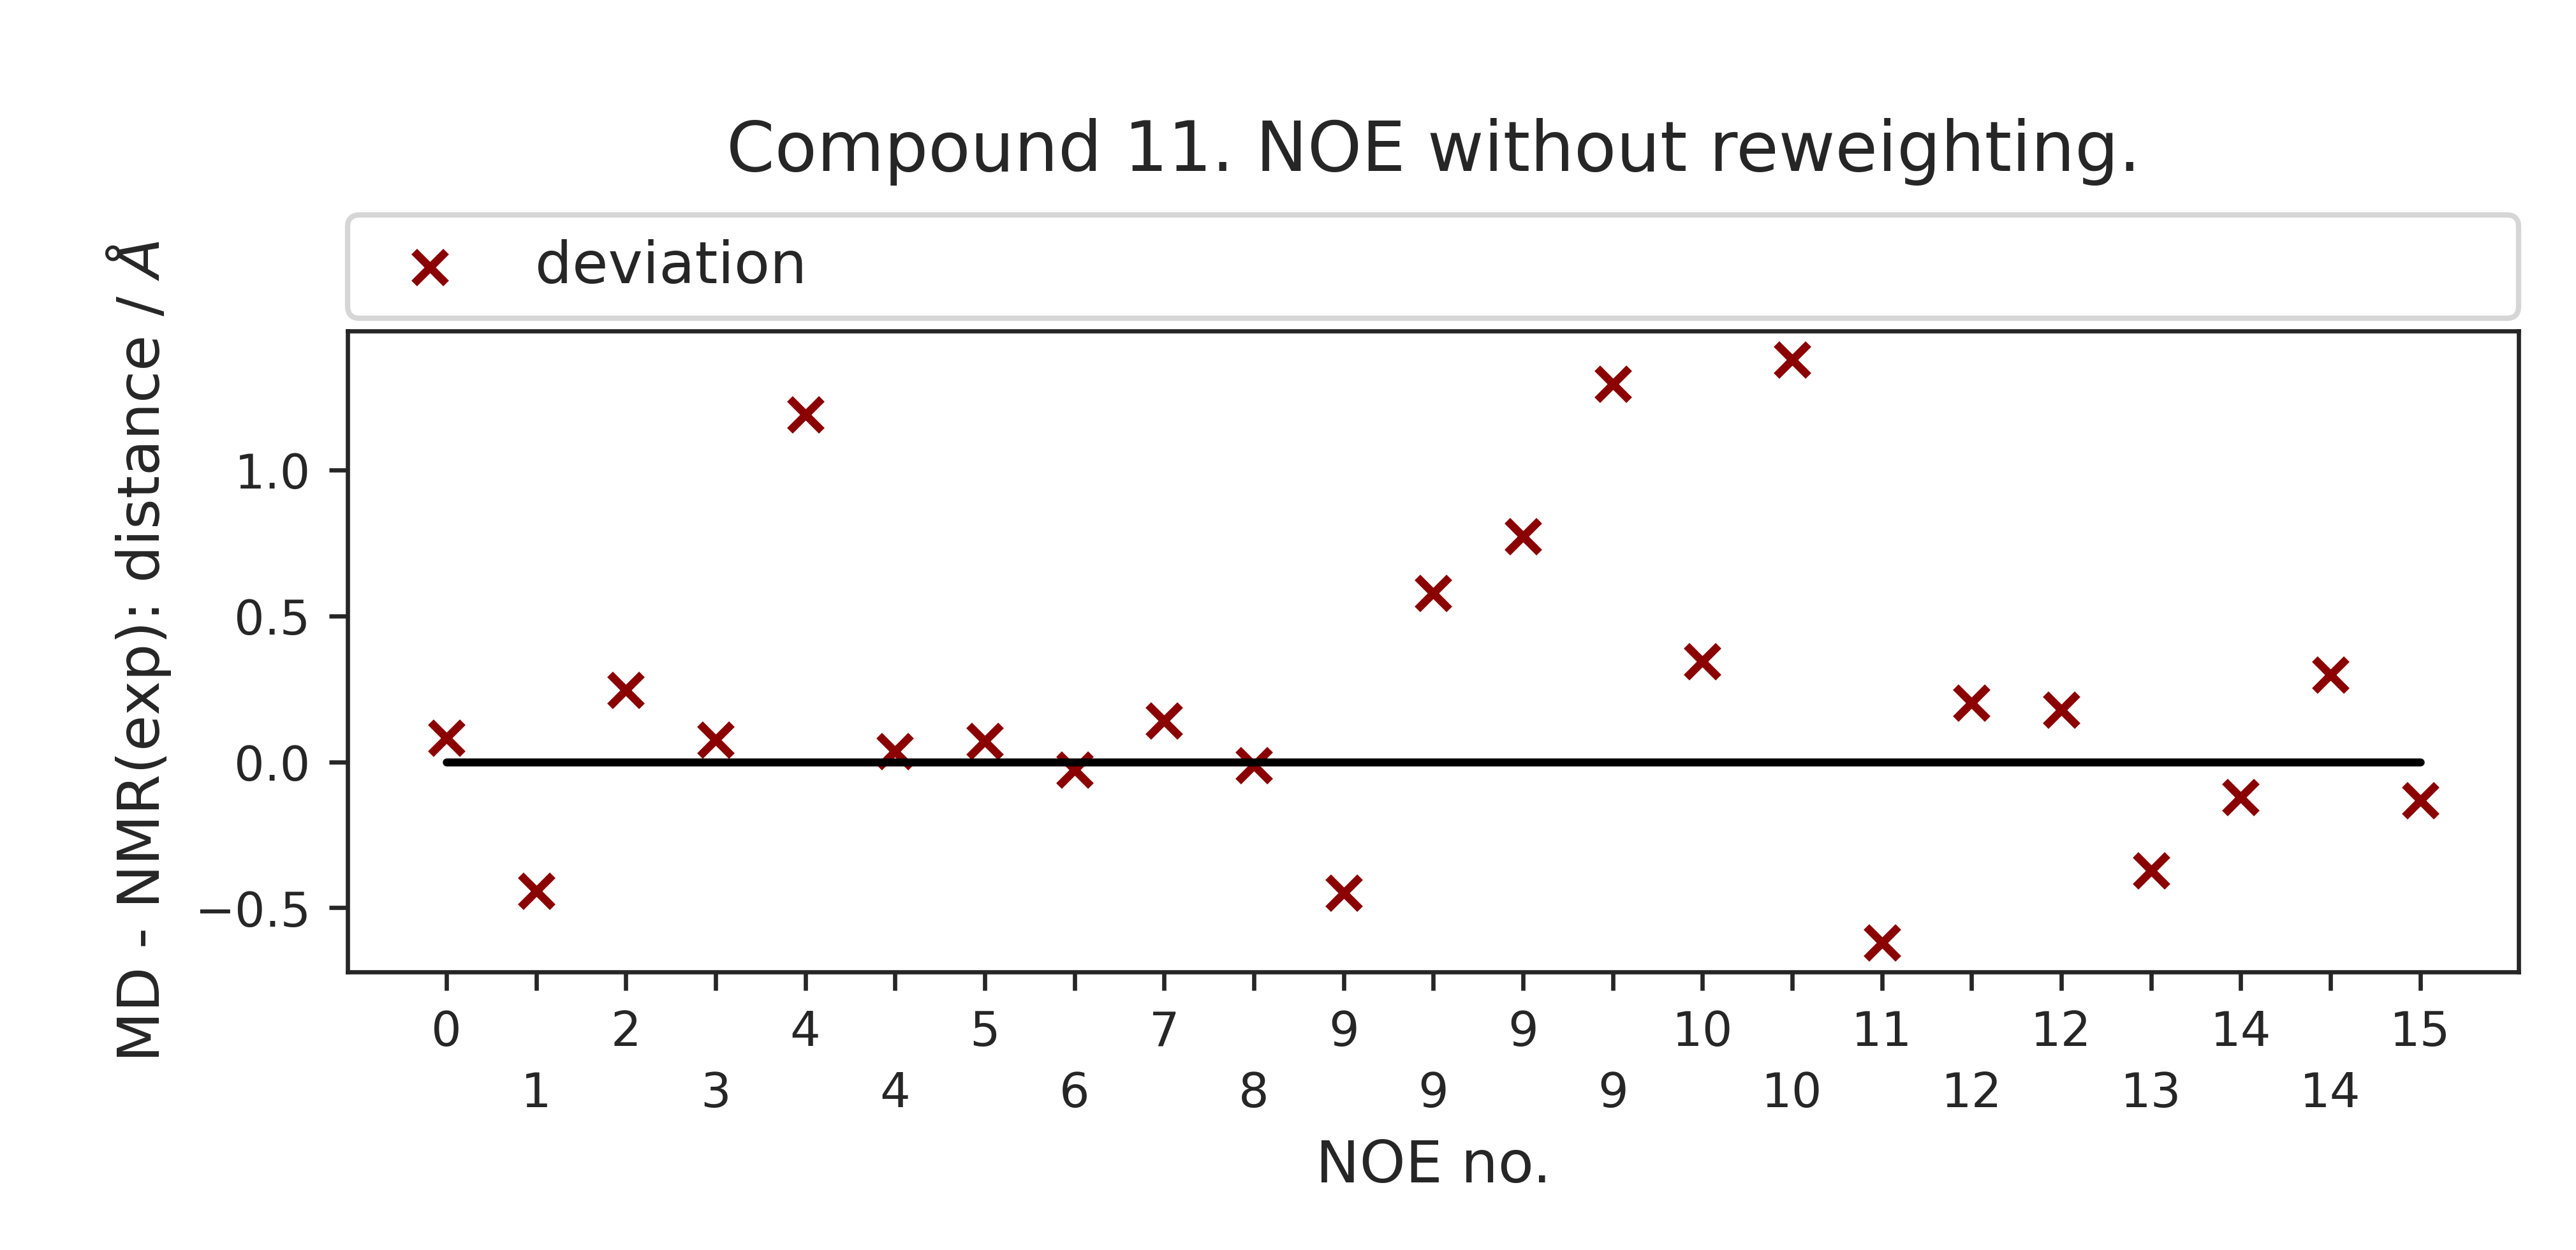 Compound 11. NOE without reweighting.
deviation
MD - NMR(exp): distance / Å
1.0
0.5
0.0
−0.5
0 2 4 5 7 9 9 10 11 12 14 15
1 3 4 6 8 9 9 10 12 13 14
NOE no.